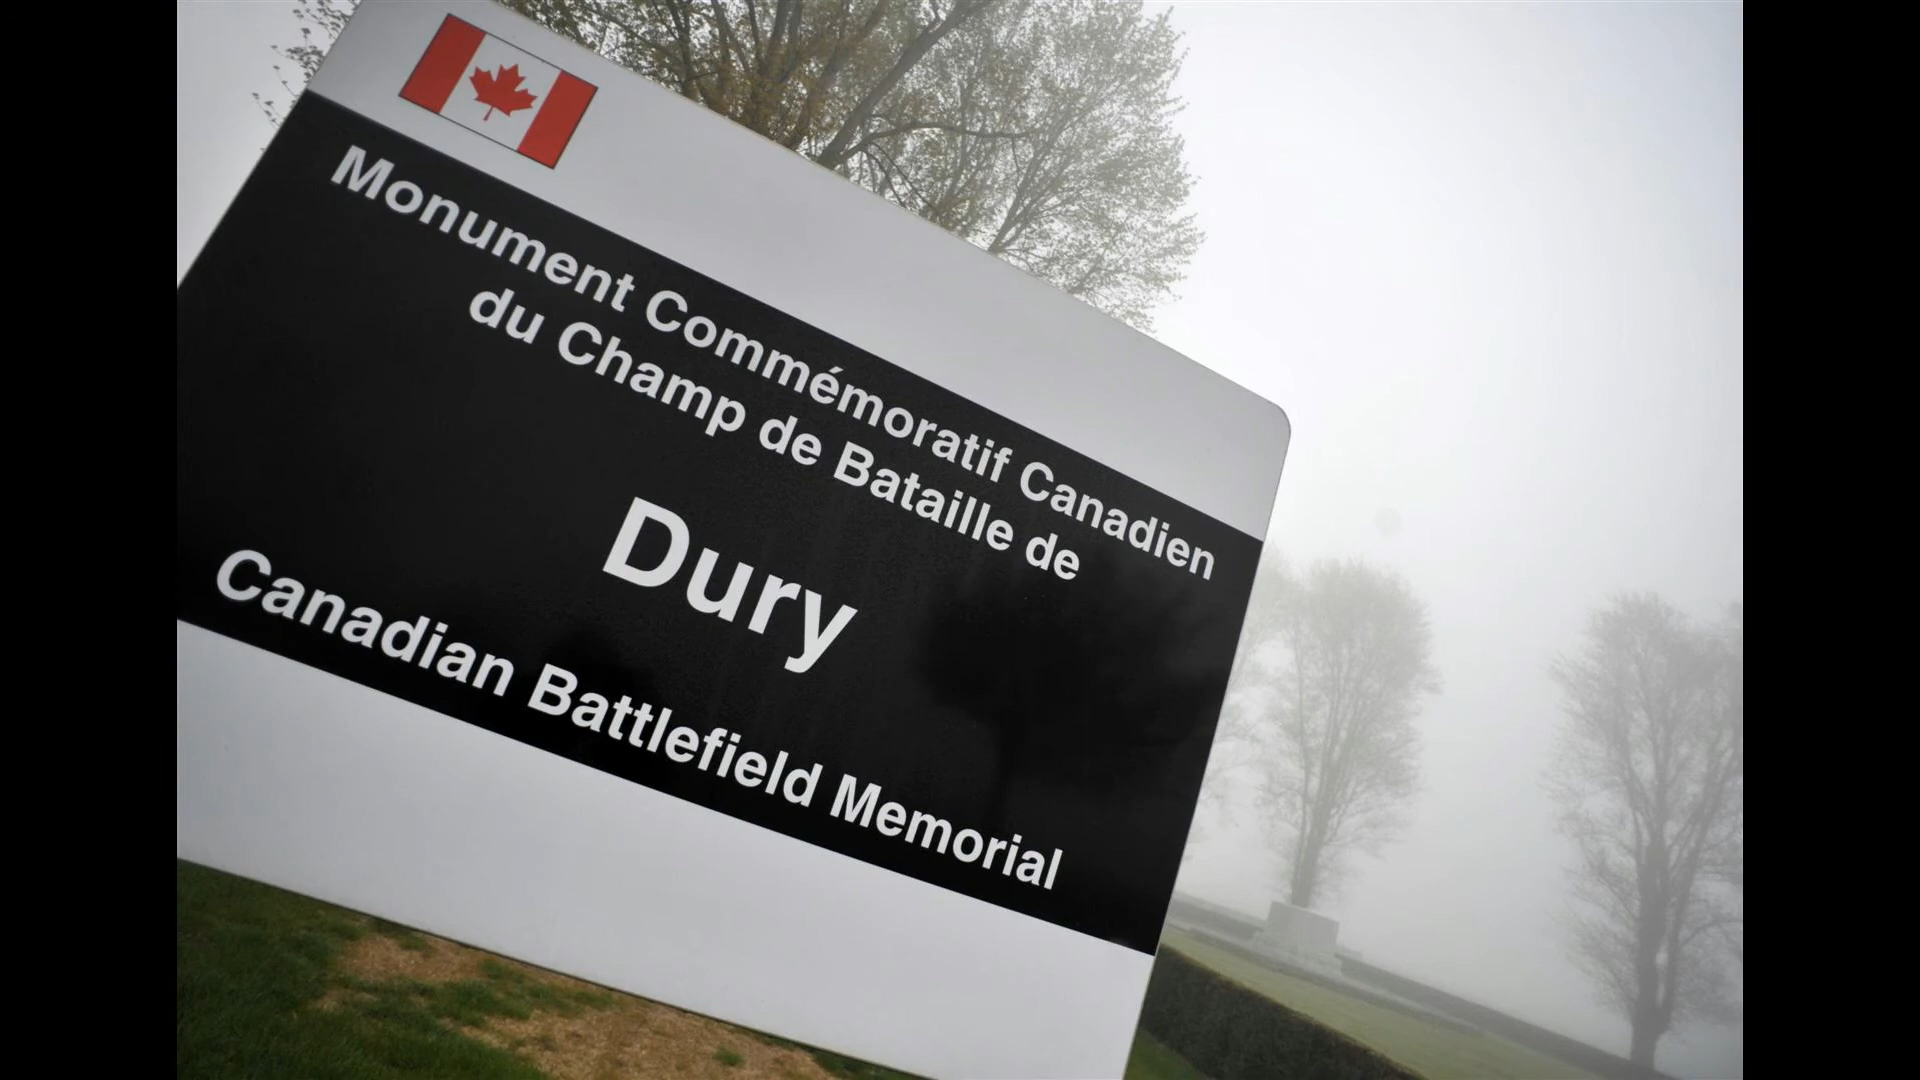 Monument Commémoratif Canadien
du Champ de Bataille de
Dury
Canadian Battlefield Memorial